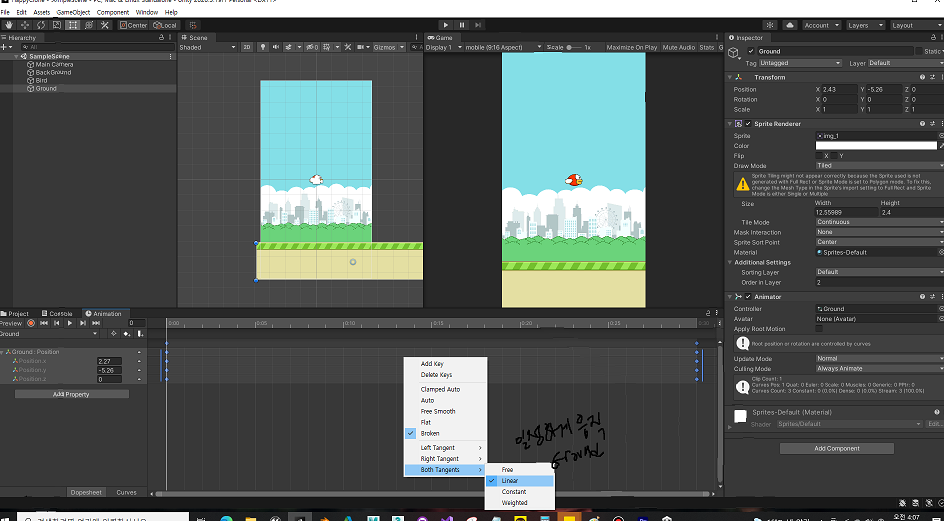 File Edit Assets GameObject Component Window Help
Center Local
Account Layers Layout
Hierarchy
All
SampleScene
Main Camera
BackGround
Bird
Ground
Scene
Shaded 2D Gizmos
Game
Display 1 mobile (9:16 Aspect) Scale 1x Maximize On Play Mute Audio Stats
Inspector
Ground Static
Tag Untagged Layer Default
Transform
Position X 2.43 Y -5.26 Z 0
Rotation X 0 Y 0 Z 0
Scale X 1 Y 1 Z 1
Sprite Renderer
Sprite img_1
Color
Flip X Y
Draw Mode Tiled
Sprite Tiling might not appear correctly because the Sprite used is not
generated with Full Rect or Sprite Mode is set to Polygon mode. To fix this,
change the Mesh Type in the Sprite's import setting to Full Rect and Sprite
Mode is either Single or Multiple
Size Width Height
12.55989 2.4
Tile Mode Continuous
Mask Interaction None
Sprite Sort Point Center
Material Sprites-Default
Additional Settings
Sorting Layer Default
Order in Layer 2
Animator
Controller Ground
Avatar None (Avatar)
Apply Root Motion
Root position or rotation are controlled by curves
Update Mode Normal
Culling Mode Always Animate
Clip Count: 1
Curves Pos: 1 Quat: 0 Euler: 0 Scale: 0 Muscles: 0 Generic: 0 PPtr: 0
Curves Count: 3 Constant: 0 (0.0%) Dense: 0 (0.0%) Stream: 3 (100.0%)
Sprites-Default (Material)
Shader Sprites/Default Edit...
Add Component
Project Console Animation
Preview 0
0:00 0:05 0:10 0:15 0:20 0:25 0:30
Ground
Ground : Position
Position.x 2.27
Position.y -5.26
Position.z 0
Add Property
Add Key
Delete Keys
Clamped Auto
Auto
Free Smooth
Flat
Broken
Left Tangent
Right Tangent
Both Tangents
Free
Linear
Constant
Weighted
일정하게 움직
Ground
Dopesheet Curves
오전 4:07